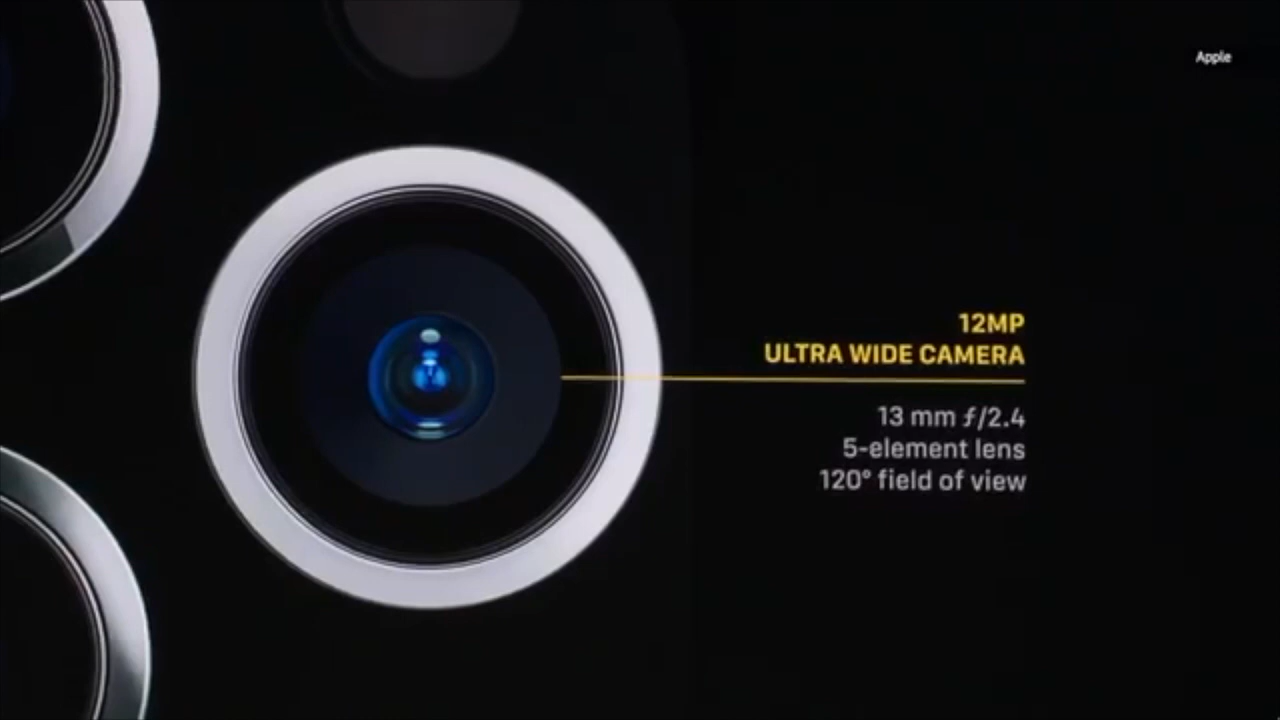 Apple
12MP
ULTRA WIDE CAMERA
13 mm ƒ/2.4
5-element lens
120° field of view